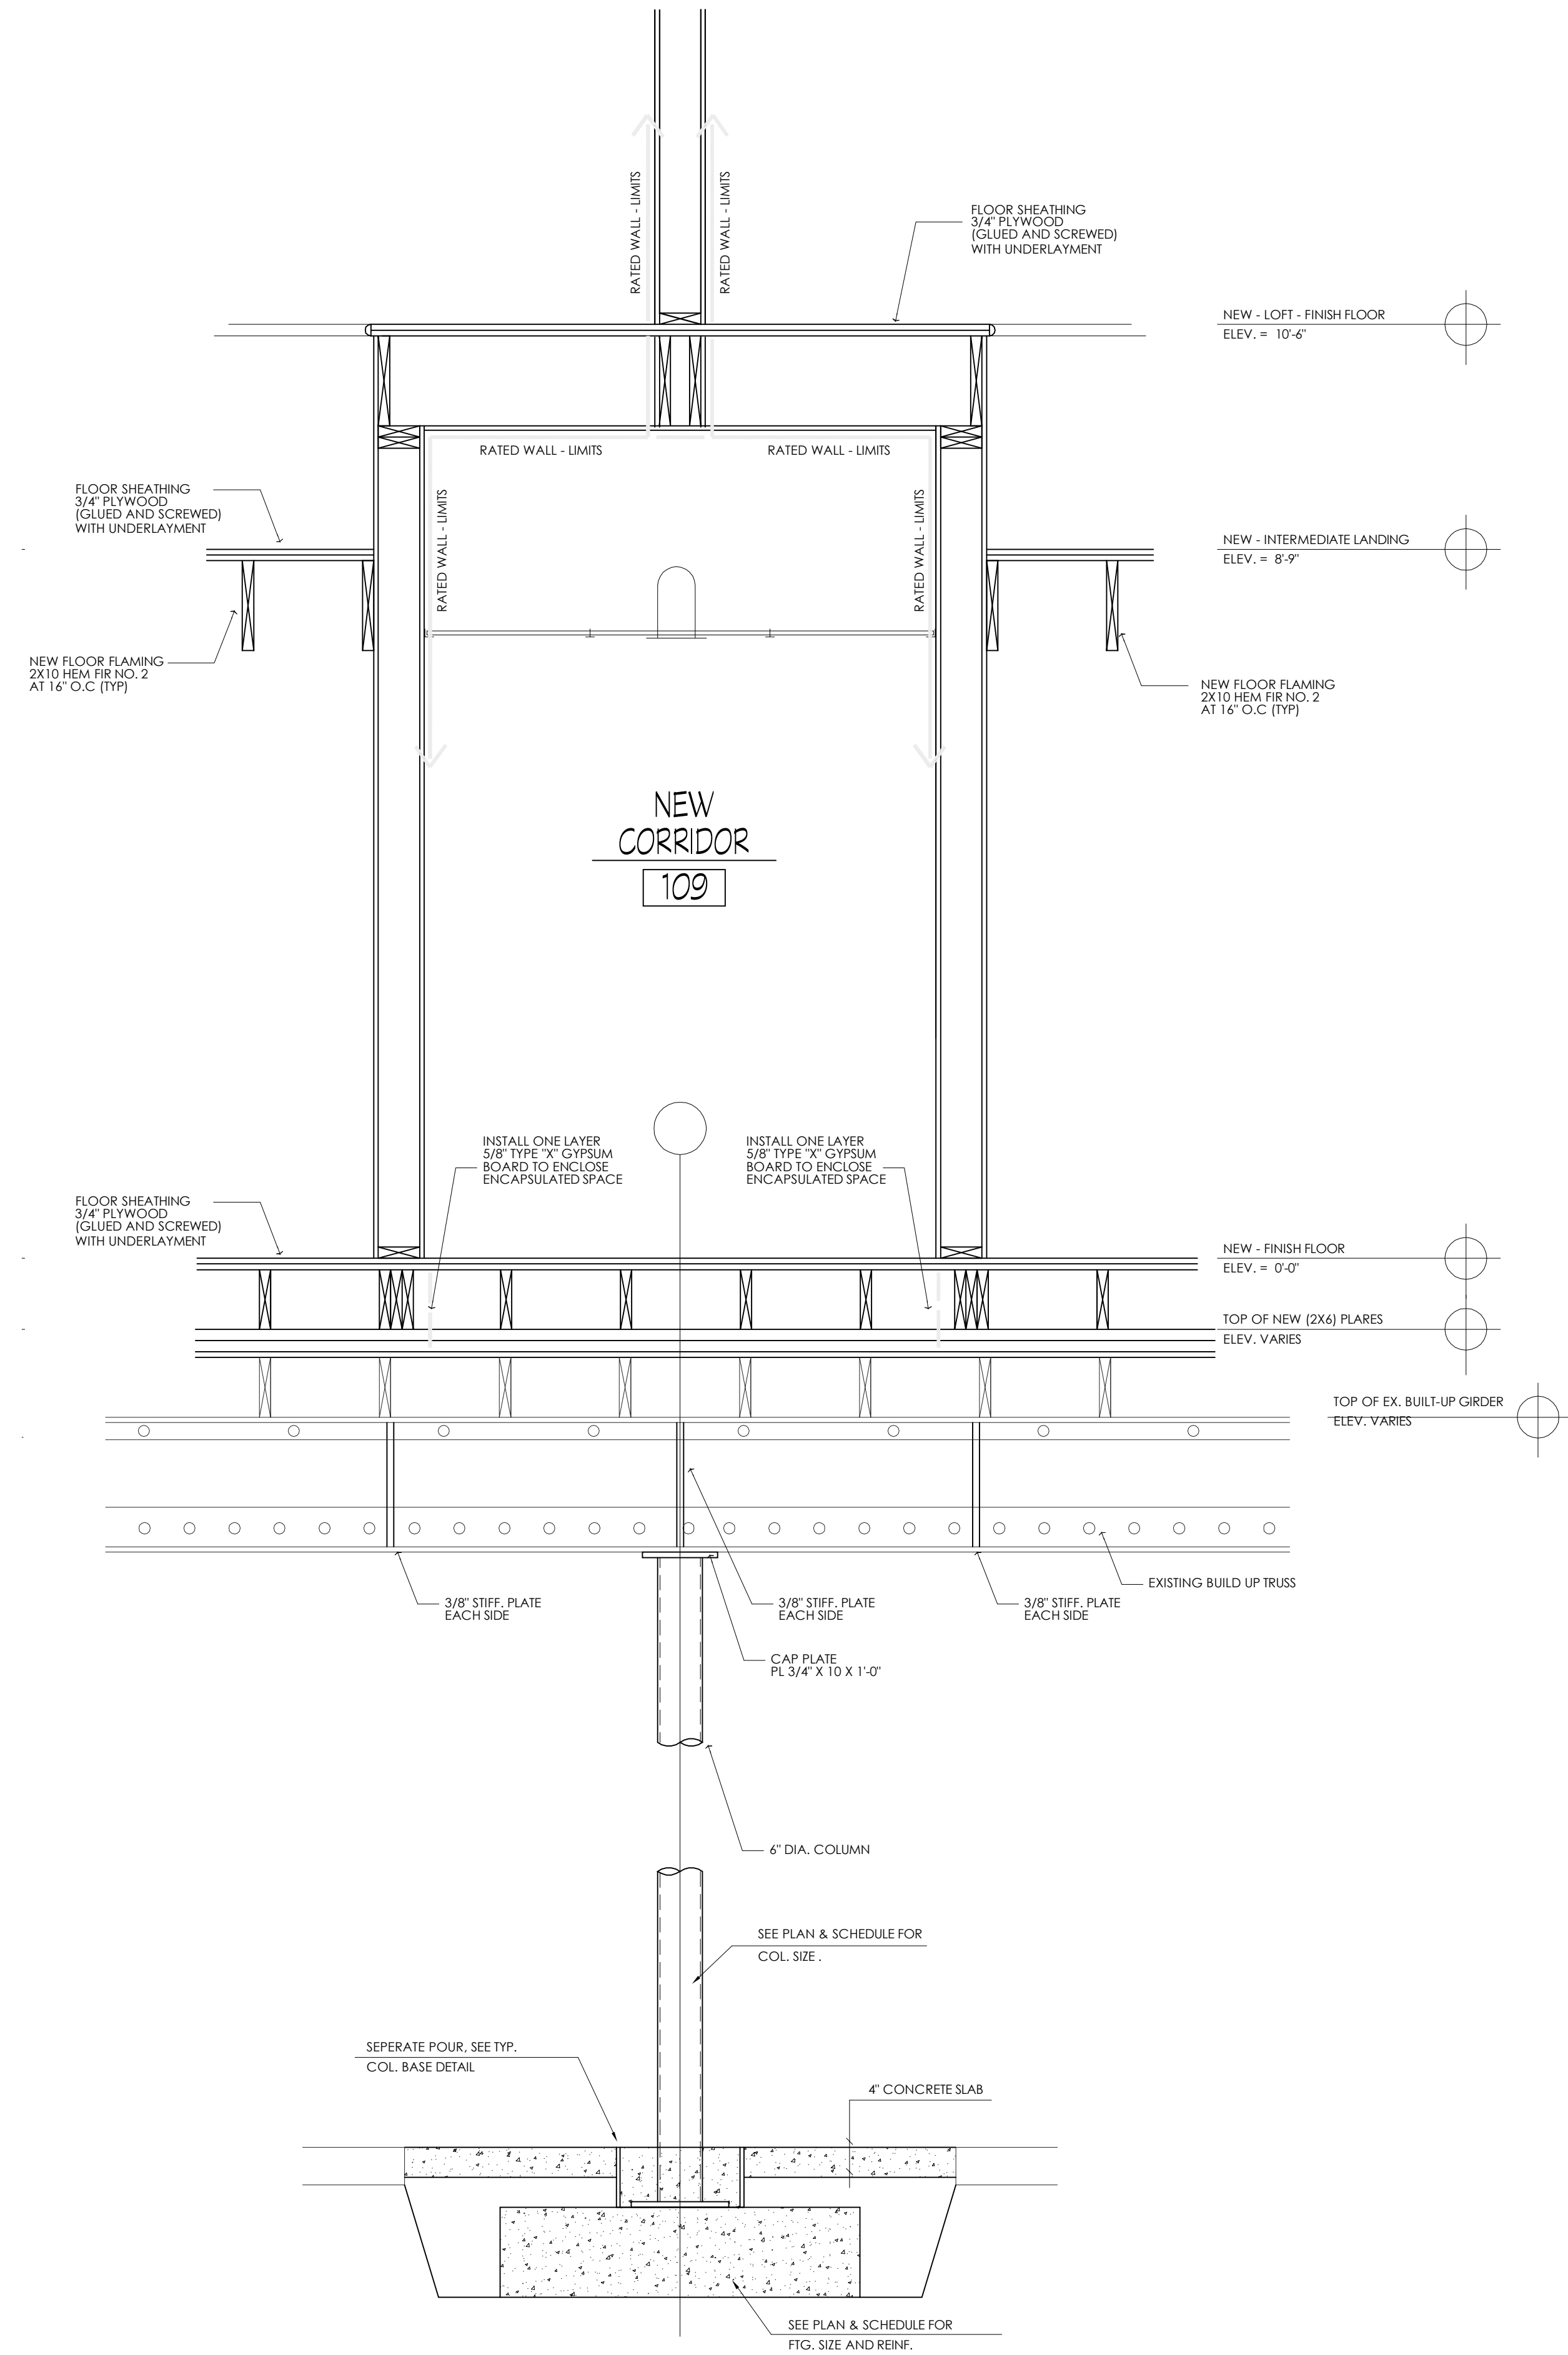 RATED WALL - LIMITS
RATED WALL - LIMITS
FLOOR SHEATHING
3/4" PLYWOOD
(GLUED AND SCREWED)
WITH UNDERLAYMENT
NEW - LOFT - FINISH FLOOR
ELEV. = 10'-6"
RATED WALL - LIMITS
RATED WALL - LIMITS
FLOOR SHEATHING
3/4" PLYWOOD
(GLUED AND SCREWED)
WITH UNDERLAYMENT
RATED WALL - LIMITS
RATED WALL - LIMITS
NEW - INTERMEDIATE LANDING
ELEV. = 8'-9"
NEW FLOOR FLAMING
2X10 HEM FIR NO. 2
AT 16" O.C (TYP)
NEW FLOOR FLAMING
2X10 HEM FIR NO. 2
AT 16" O.C (TYP)
NEW
CORRIDOR
109
INSTALL ONE LAYER
5/8" TYPE "X" GYPSUM
BOARD TO ENCLOSE
ENCAPSULATED SPACE
INSTALL ONE LAYER
5/8" TYPE "X" GYPSUM
BOARD TO ENCLOSE
ENCAPSULATED SPACE
FLOOR SHEATHING
3/4" PLYWOOD
(GLUED AND SCREWED)
WITH UNDERLAYMENT
NEW - FINISH FLOOR
ELEV. = 0'-0"
TOP OF NEW (2X6) PLARES
ELEV. VARIES
TOP OF EX. BUILT-UP GIRDER
ELEV. VARIES
EXISTING BUILD UP TRUSS
3/8" STIFF. PLATE
EACH SIDE
3/8" STIFF. PLATE
EACH SIDE
3/8" STIFF. PLATE
EACH SIDE
CAP PLATE
PL 3/4" X 10 X 1'-0"
6" DIA. COLUMN
SEE PLAN & SCHEDULE FOR
COL. SIZE .
SEPERATE POUR, SEE TYP.
COL. BASE DETAIL
4" CONCRETE SLAB
SEE PLAN & SCHEDULE FOR
FTG. SIZE AND REINF.